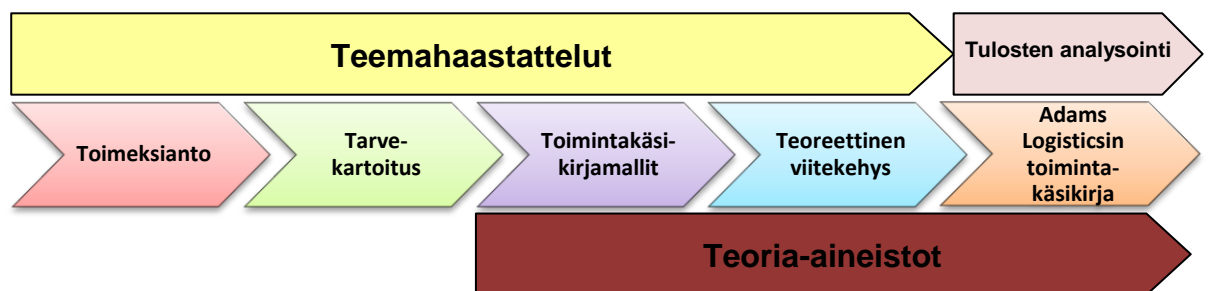 Teemahaastattelut
Tulosten analysointi
Toimeksianto
Tarve-
kartoitus
Toimintakäsi-
kirjamallit
Teoreettinen
viitekehys
Adams
Logisticsin
toiminta-
käsikirja
Teoria-aineistot